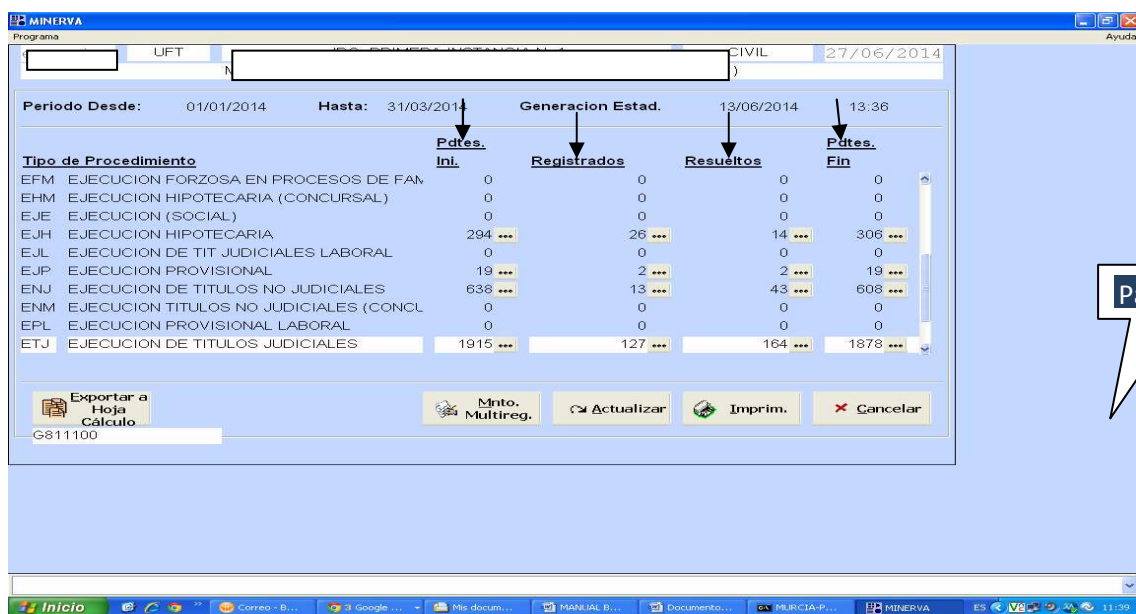 MINERVA
Programa Ayuda
UFT CIVIL 27/06/2014
)
Periodo Desde: 01/01/2014 Hasta: 31/03/2014 Generacion Estad. 13/06/2014 13:36
Pdtes. Pdtes.
Tipo de Procedimiento Ini. Registrados Resueltos Fin
EFM EJECUCION FORZOSA EN PROCESOS DE FAM 0 0 0 0
EHM EJECUCION HIPOTECARIA (CONCURSAL) 0 0 0 0
EJE EJECUCION (SOCIAL) 0 0 0 0
EJH EJECUCION HIPOTECARIA 294 ... 26 ... 14 ... 306 ...
EJL EJECUCION DE TIT JUDICIALES LABORAL 0 0 0 0
EJP EJECUCION PROVISIONAL 19 ... 2 ... 2 ... 19 ...
ENJ EJECUCION DE TITULOS NO JUDICIALES 638 ... 13 ... 43 ... 608 ...
ENM EJECUCION TITULOS NO JUDICIALES (CONCU 0 0 0 0
EPL EJECUCION PROVISIONAL LABORAL 0 0 0 0
ETJ EJECUCION DE TITULOS JUDICIALES 1915 ... 127 ... 164 ... 1878 ...
Exportar a
Hoja
Cálculo
Mnto.
Multireg.
Actualizar
Imprim.
Cancelar
G811100
Pa
Inicio Correo - B... 3 Google ... Mis docum... MANUAL B... Documento... MURCIA-P... MINERVA ES 11:39